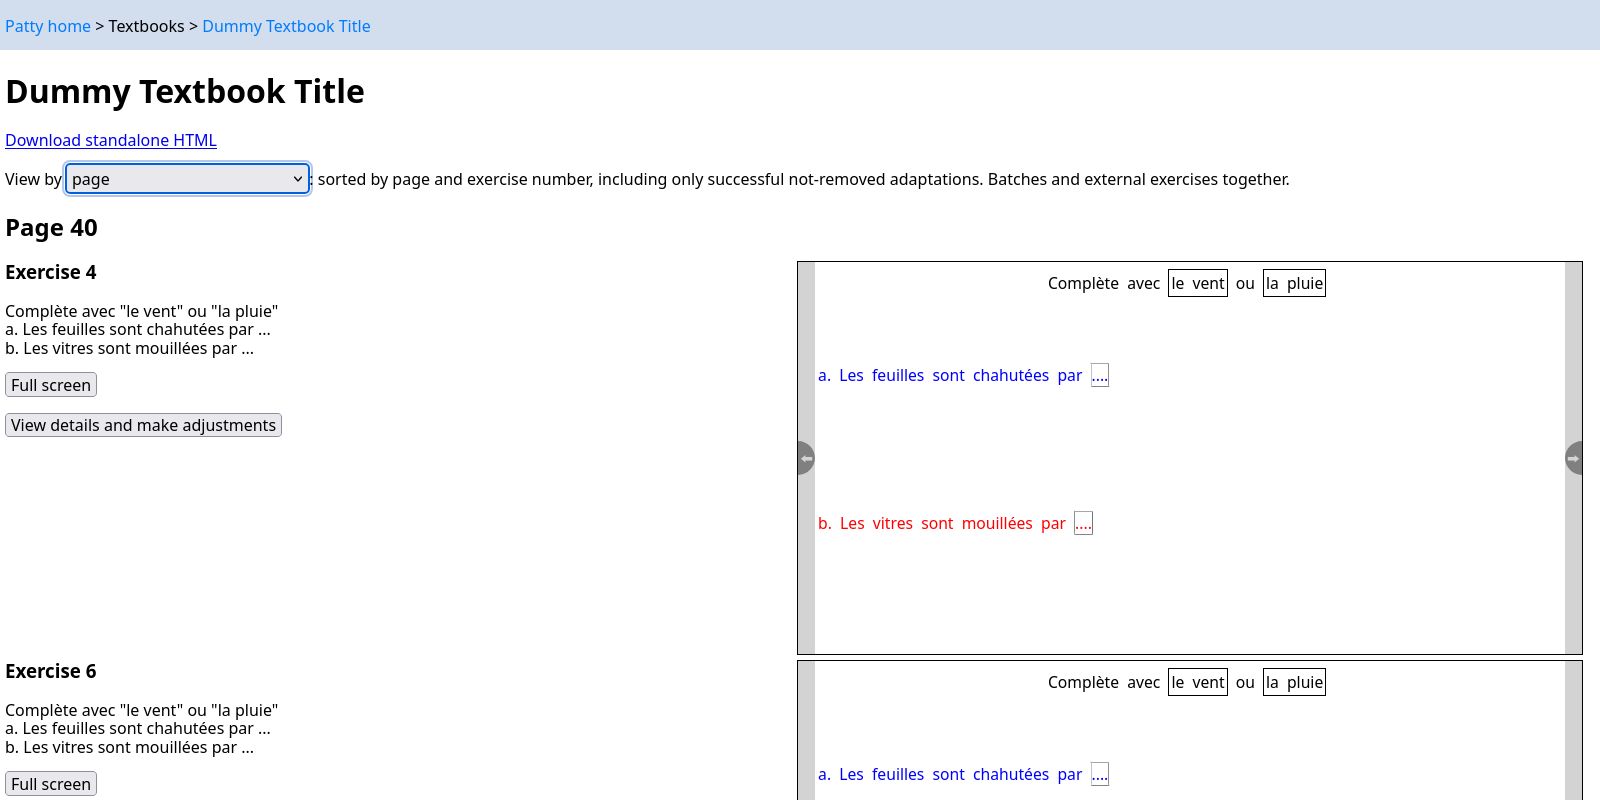 Patty home > Textbooks > Dummy Textbook Title
Dummy Textbook Title
Download standalone HTML
View by page : sorted by page and exercise number, including only successful not-removed adaptations. Batches and external exercises together.
Page 40
Exercise 4
Complète avec "le vent" ou "la pluie"
a. Les feuilles sont chahutées par ...
b. Les vitres sont mouillées par ...
Full screen
View details and make adjustments
Complète avec le vent ou la pluie
a. Les feuilles sont chahutées par ....
b. Les vitres sont mouillées par ....
Exercise 6
Complète avec "le vent" ou "la pluie"
a. Les feuilles sont chahutées par ...
b. Les vitres sont mouillées par ...
Full screen
Complète avec le vent ou la pluie
a. Les feuilles sont chahutées par ....